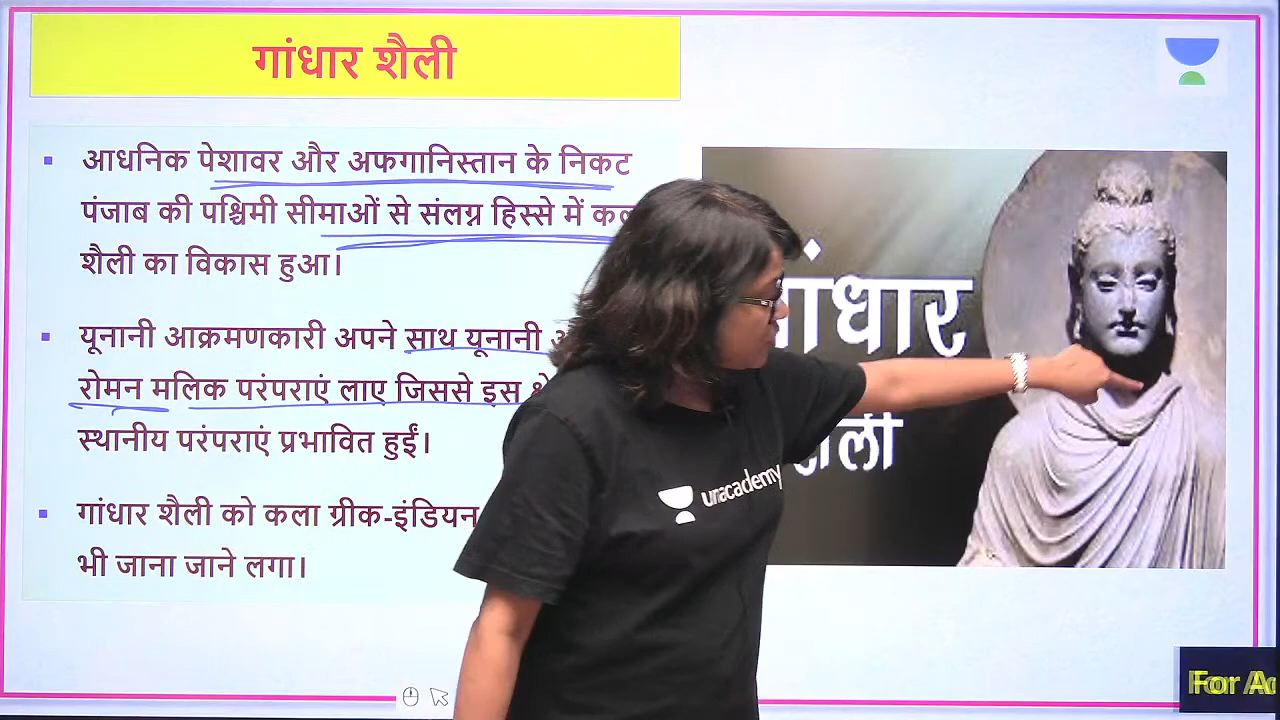 गांधार शैली
आधनिक पेशावर और अफगानिस्तान के निकट
पंजाब की पश्चिमी सीमाओं से संलग्न हिस्से में
शैली का विकास हुआ।
यूनानी आक्रमणकारी अपने साथ यूनानी
रोमन मलिक परंपराएं लाए जिससे इस
स्थानीय परंपराएं प्रभावित हुईं।
गांधार शैली को कला ग्रीक-इंडियन
भी जाना जाने लगा।
गांधार
शैली
unacademy
For